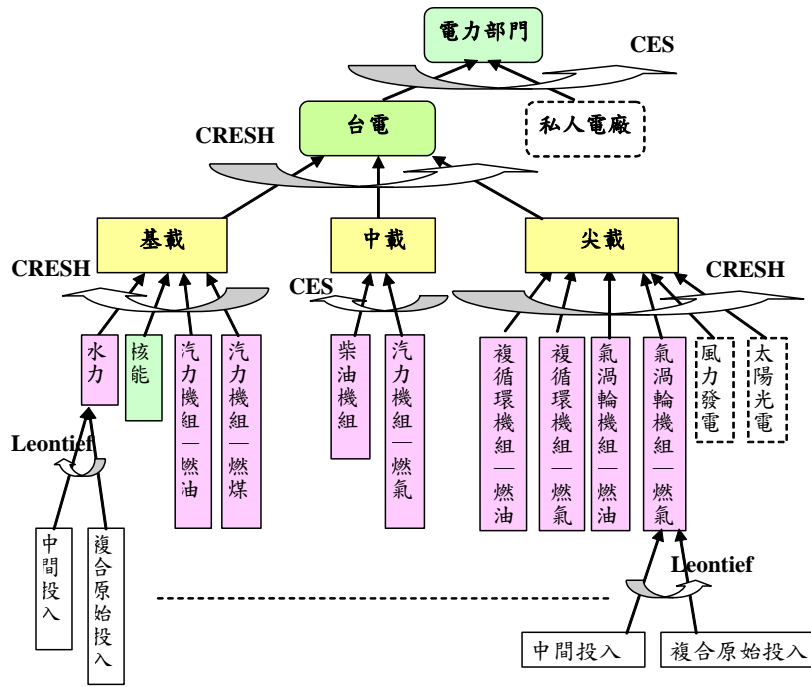 電力部門
CES
台電
私人電廠
CRESH
基載
中載
尖載
CRESH
CES
CRESH
水力
核能
汽力機組—燃油
汽力機組—燃煤
柴油機組
汽力機組—燃氣
複循環機組—燃油
複循環機組—燃氣
氣渦輪機組—燃油
氣渦輪機組—燃氣
風力發電
太陽光電
Leontief
中間投入
複合原始投入
Leontief
中間投入
複合原始投入